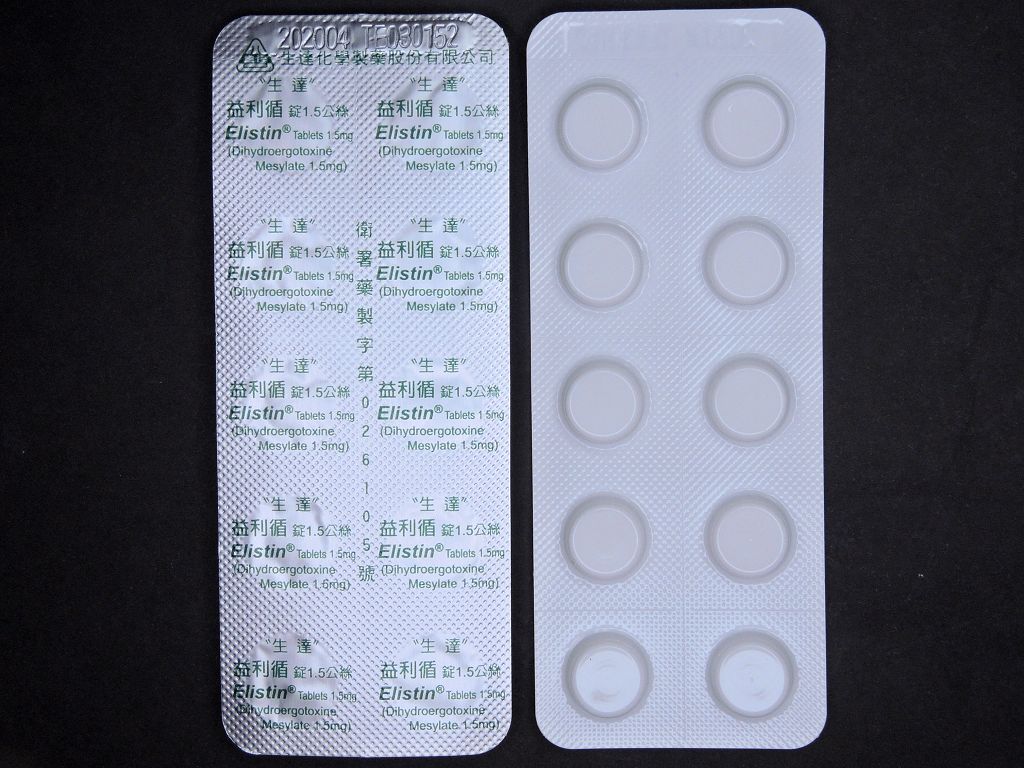 202004 TE030152
生達化學製藥股份有限公司
"生 達" "生 達"
益利循 錠1.5公絲 益利循 錠1.5公絲
Elistin® Tablets 1.5mg Elistin® Tablets 1.5mg
(Dihydroergotoxine (Dihydroergotoxine
Mesylate 1.5mg) Mesylate 1.5mg)
"生 達" "生 達"
益利循 錠1.5公絲 益利循 錠1.5公絲
Elistin® Tablets 1.5mg Elistin® Tablets 1.5mg
(Dihydroergotoxine (Dihydroergotoxine
Mesylate 1.5mg) Mesylate 1.5mg)
"生 達" "生 達"
益利循 錠1.5公絲 益利循 錠1.5公絲
Elistin® Tablets 1.5mg Elistin® Tablets 1.5mg
(Dihydroergotoxine (Dihydroergotoxine
Mesylate 1.5mg) Mesylate 1.5mg)
"生 達" "生 達"
益利循 錠1.5公絲 益利循 錠1.5公絲
Elistin® Tablets 1.5mg Elistin® Tablets 1.5mg
(Dihydroergotoxine (Dihydroergotoxine
Mesylate 1.5mg) Mesylate 1.5mg)
"生 達" "生 達"
益利循 錠1.5公絲 益利循 錠1.5公絲
Elistin® Tablets 1.5mg Elistin® Tablets 1.5mg
(Dihydroergotoxine (Dihydroergotoxine
Mesylate 1.5mg) Mesylate 1.5mg)
衛署藥製字第026105號